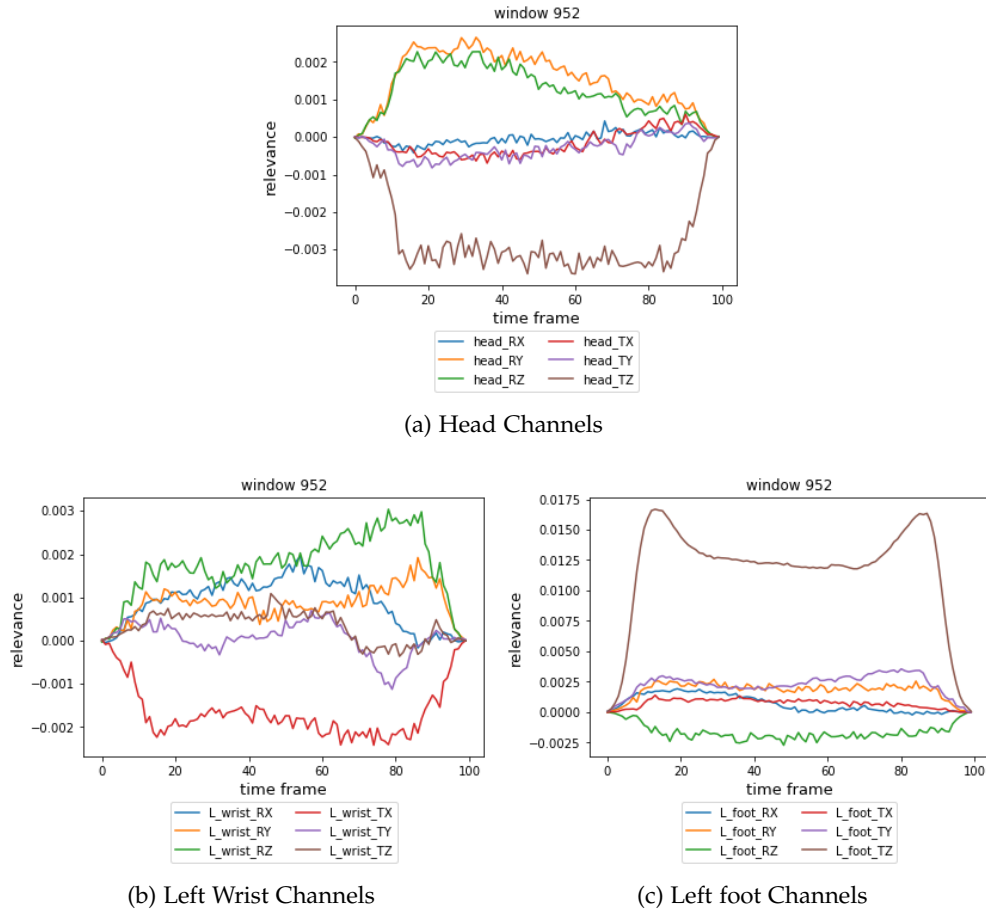 window 952
relevance
0.002
0.001
0.000
−0.001
−0.002
−0.003
0 20 40 60 80 100
time frame
head_RX head_TX
head_RY head_TY
head_RZ head_TZ
(a) Head Channels
window 952
relevance
0.003
0.002
0.001
0.000
−0.001
−0.002
0 20 40 60 80 100
time frame
L_wrist_RX L_wrist_TX
L_wrist_RY L_wrist_TY
L_wrist_RZ L_wrist_TZ
(b) Left Wrist Channels
window 952
relevance
0.0175
0.0150
0.0125
0.0100
0.0075
0.0050
0.0025
0.0000
−0.0025
0 20 40 60 80 100
time frame
L_foot_RX L_foot_TX
L_foot_RY L_foot_TY
L_foot_RZ L_foot_TZ
(c) Left foot Channels